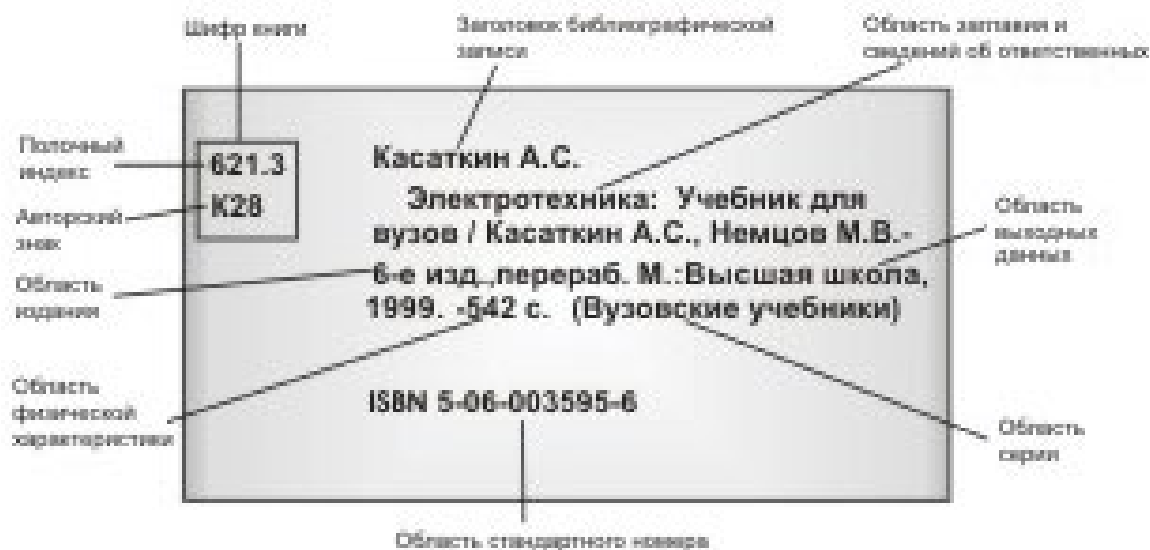 Шифр книги
Заголовок библиографической
записи
Область заглавия и
сведений об ответственных
Полочный
индекс
621.3
Авторский
знак
К28
Касаткин А.С.
Электротехника: Учебник для
вузов / Касаткин А.С., Немцов М.В.-
6-е изд.,перераб. М.:Высшая школа,
1999. -542 с. (Вузовские учебники)
Область
выходных
данных
Область
издания
Область
физической
характеристики
ISBN 5-06-003595-6
Область
серии
Область стандартного номера